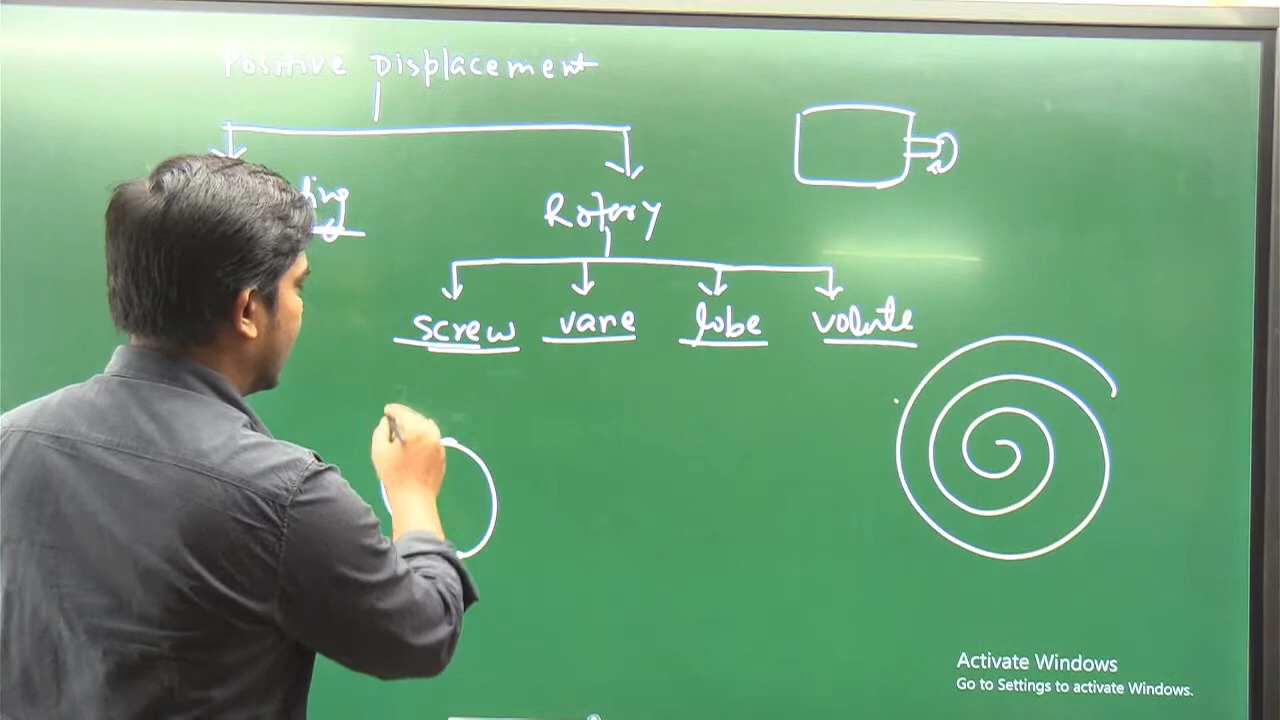 Positive Displacement
Rotary
screw vane lobe volute
Activate Windows
Go to Settings to activate Windows.